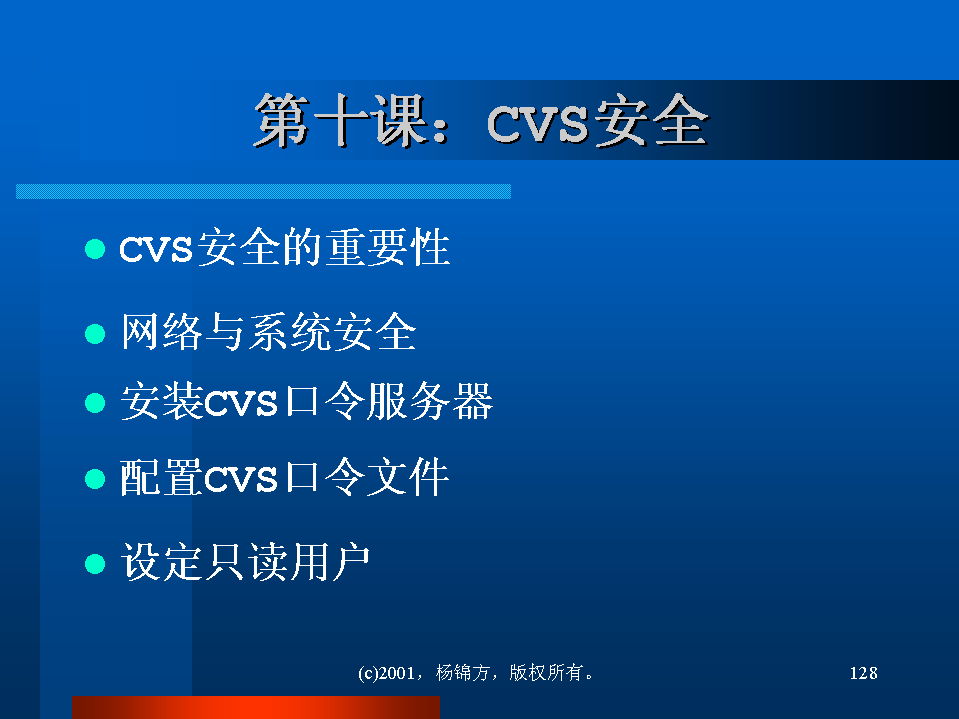 第十课：CVS安全
CVS安全的重要性
网络与系统安全
安装CVS口令服务器
配置CVS口令文件
设定只读用户
(c)2001，杨锦方，版权所有。
128